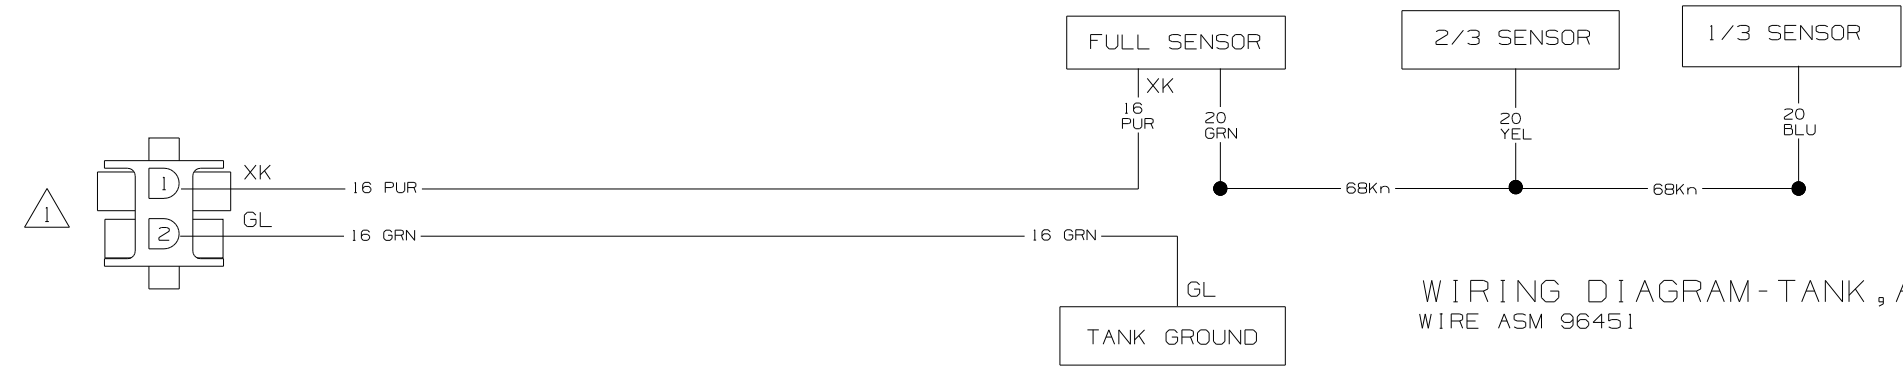 FULL SENSOR
2/3 SENSOR
1/3 SENSOR
XK
16
PUR
20
GRN
20
YEL
20
BLU
1
1
XK
16 PUR
68Kn
68Kn
2
GL
16 GRN
16 GRN
GL
TANK GROUND
WIRING DIAGRAM-TANK,A
WIRE ASM 96451